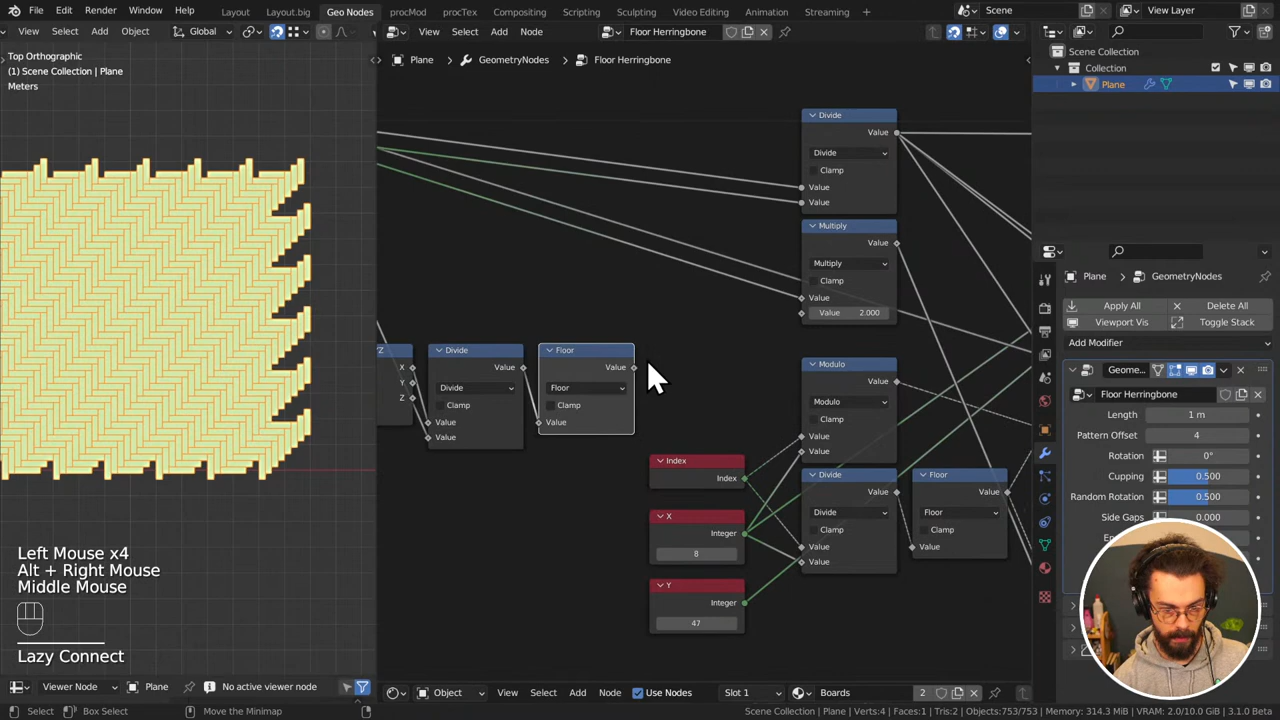 File Edit Render Window Help Layout Layout.big Geo Nodes procMod procTex Compositing Scripting Sculpting Video Editing Animation Streaming + Scene View Layer
View Select Add Object Global
View Select Add Node Floor Herringbone
Plane GeometryNodes Floor Herringbone
Top Orthographic
(1) Scene Collection | Plane
Meters
Scene Collection
Collection
Plane
Divide
Value
Divide
Clamp
Value
Value
Multiply
Value
Multiply
Clamp
Value
Value 2.000
X
Y
Z
Divide
Value
Divide
Clamp
Value
Value
Floor
Value
Floor
Clamp
Value
Modulo
Value
Modulo
Clamp
Value
Value
Index
Index
X
Integer
8
Y
Integer
47
Divide
Value
Divide
Clamp
Value
Value
Floor
Value
Floor
Clamp
Value
Plane GeometryNodes
Apply All Delete All
Viewport Vis Toggle Stack
Add Modifier
Geome...
Floor Herringbone
Length 1 m
Pattern Offset 4
Rotation 0°
Cupping 0.500
Random Rotation 0.500
Side Gaps 0.000
Left Mouse x4
Alt + Right Mouse
Middle Mouse
Lazy Connect
Viewer Node Plane No active viewer node
Object View Select Add Node Use Nodes Slot 1 Boards 2
Select Box Select Move the Minimap
Scene Collection | Plane | Verts:4 | Faces:1 | Tris:2 | Objects:753/753 | Memory: 314.3 MiB | VRAM: 2.0/10.0 GiB | 3.1.0 Beta